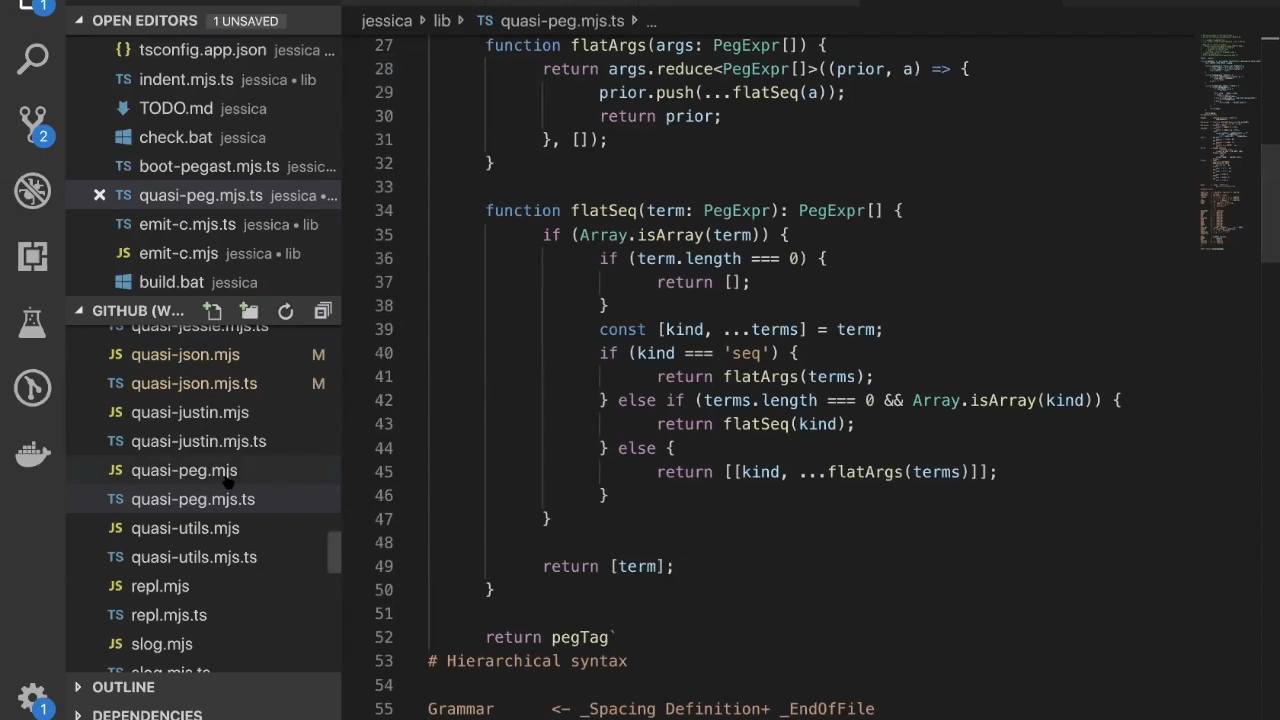 1
OPEN EDITORS 1 UNSAVED
{} tsconfig.app.json jessica ...
TS indent.mjs.ts jessica • lib
TODO.md jessica
check.bat jessica
TS boot-pegast.mjs.ts jessic...
TS quasi-peg.mjs.ts jessica •...
TS emit-c.mjs.ts jessica • lib
JS emit-c.mjs jessica • lib
build.bat jessica
2
GITHUB (W...
quasi-jessie.mjs.ts
JS quasi-json.mjs M
TS quasi-json.mjs.ts M
JS quasi-justin.mjs
TS quasi-justin.mjs.ts
JS quasi-peg.mjs
TS quasi-peg.mjs.ts
JS quasi-utils.mjs
TS quasi-utils.mjs.ts
JS repl.mjs
TS repl.mjs.ts
JS slog.mjs
slog.mjs.ts
OUTLINE
DEPENDENCIES
1
jessica lib TS quasi-peg.mjs.ts ...
27 function flatArgs(args: PegExpr[]) {
28 return args.reduce<PegExpr[]>((prior, a) => {
29 prior.push(...flatSeq(a));
30 return prior;
31 }, []);
32 }
33
34 function flatSeq(term: PegExpr): PegExpr[] {
35 if (Array.isArray(term)) {
36 if (term.length === 0) {
37 return [];
38 }
39 const [kind, ...terms] = term;
40 if (kind === 'seq') {
41 return flatArgs(terms);
42 } else if (terms.length === 0 && Array.isArray(kind)) {
43 return flatSeq(kind);
44 } else {
45 return [[kind, ...flatArgs(terms)]];
46 }
47 }
48
49 return [term];
50 }
51
52 return pegTag`
53 # Hierarchical syntax
54
55 Grammar <- _Spacing Definition+ _EndOfFile